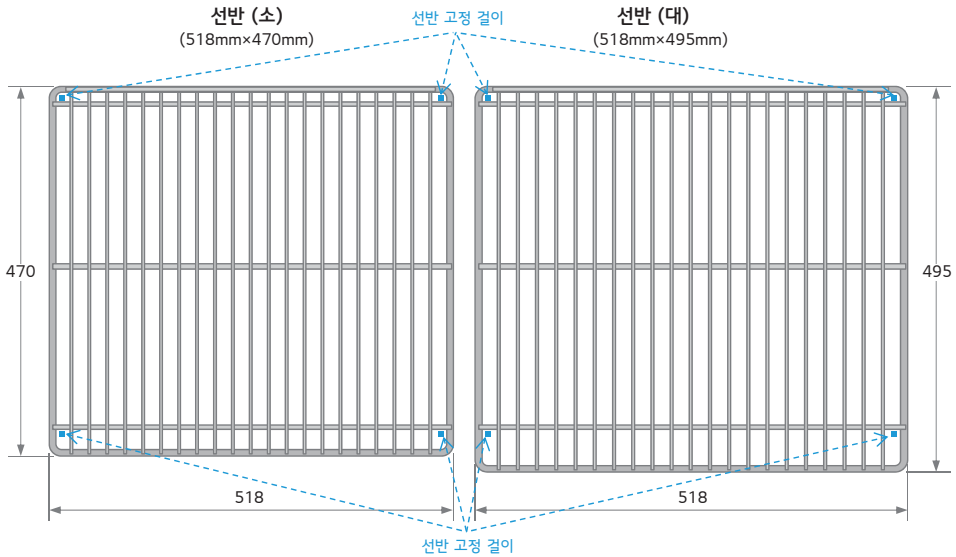 선반 (소)
(518mm×470mm)
선반 고정 걸이
선반 (대)
(518mm×495mm)
470
495
518
518
선반 고정 걸이